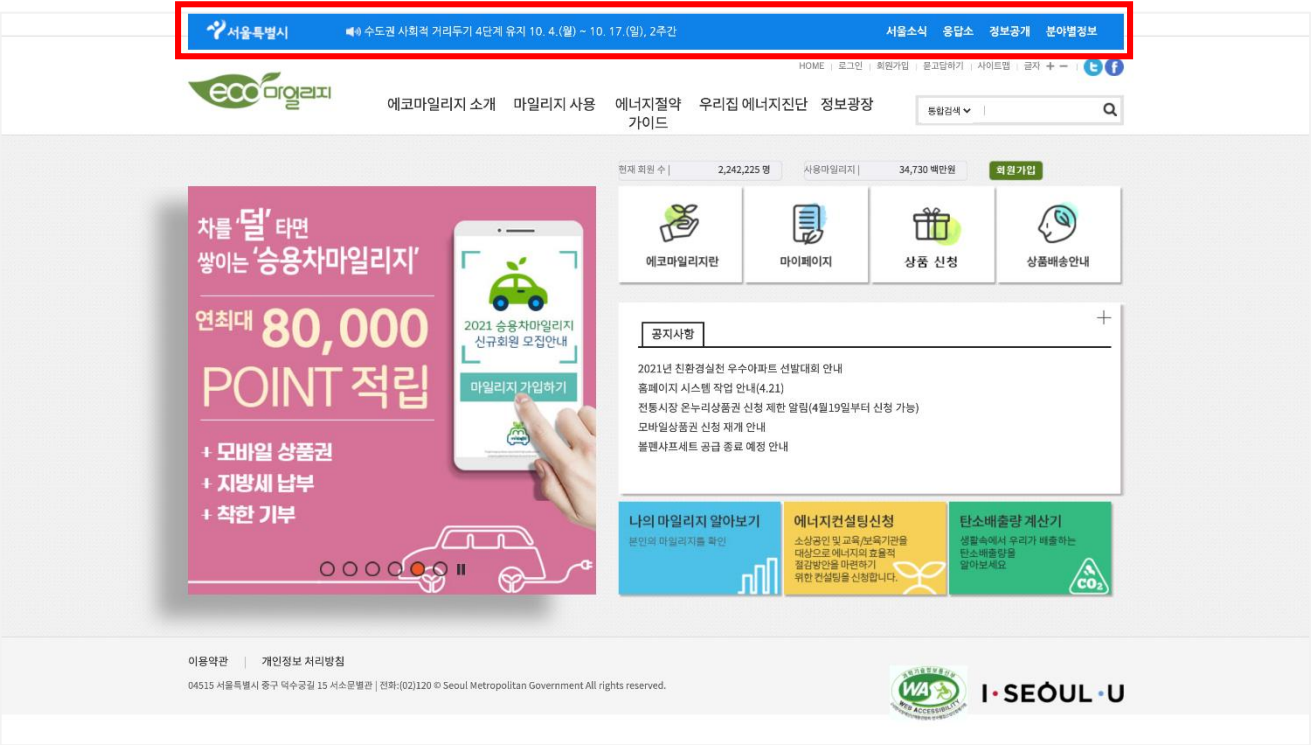 서울특별시
수도권 사회적 거리두기 4단계 유지 10. 4.(월) ~ 10. 17.(일), 2주간
서울소식 응답소 정보공개 분야별정보
HOME | 로그인 | 회원가입 | 묻고답하기 | 사이트맵 | 글자 + -
eco 마일리지
에코마일리지 소개 마일리지 사용 에너지절약 우리집 에너지진단 정보광장
가이드
통합검색
현재 회원 수 | 2,242,225 명 사용마일리지 | 34,730 백만원 회원가입
차를 '덜' 타면
쌓이는 '승용차마일리지'
연최대 80,000
POINT 적립
+ 모바일 상품권
+ 지방세 납부
+ 착한 기부
2021 승용차마일리지
신규회원 모집안내
마일리지 가입하기
에코마일리지란 마이페이지 상품 신청 상품배송안내
공지사항
2021년 친환경실천 우수아파트 선발대회 안내
홈페이지 시스템 작업 안내(4.21)
전통시장 온누리상품권 신청 제한 알림(4월19일부터 신청 가능)
모바일상품권 신청 재개 안내
볼펜샤프세트 공급 종료 예정 안내
나의 마일리지 알아보기
본인의 마일리지를 확인
에너지컨설팅신청
소상공인 및 교육/보육기관을
대상으로 에너지의 효율적
절감방안을 마련하기
위한 컨설팅을 신청합니다.
탄소배출량 계산기
생활속에서 우리가 배출하는
탄소배출량을
알아보세요
CO₂
이용약관 | 개인정보 처리방침
04515 서울특별시 중구 덕수궁길 15 서소문별관 | 전화:(02)120 © Seoul Metropolitan Government All rights reserved.
WA
WEB ACCESSIBILITY
I·SEOUL·U